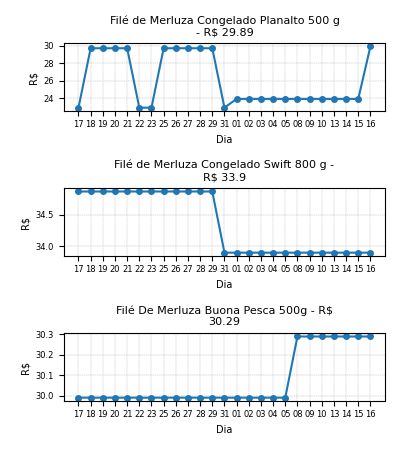 Filé de Merluza Congelado Planalto 500 g
- R$ 29.89
30
28
26
24
R$
17 18 19 20 21 22 23 25 26 27 28 29 31 01 02 03 04 05 08 09 10 13 14 15 16
Dia
Filé de Merluza Congelado Swift 800 g -
R$ 33.9
34.5
34.0
R$
17 18 19 20 21 22 23 25 26 27 28 29 31 01 02 03 04 05 08 09 10 13 14 15 16
Dia
Filé De Merluza Buona Pesca 500g - R$
30.29
30.3
30.2
30.1
30.0
R$
17 18 19 20 21 22 23 25 26 27 28 29 31 01 02 03 04 05 08 09 10 13 14 15 16
Dia